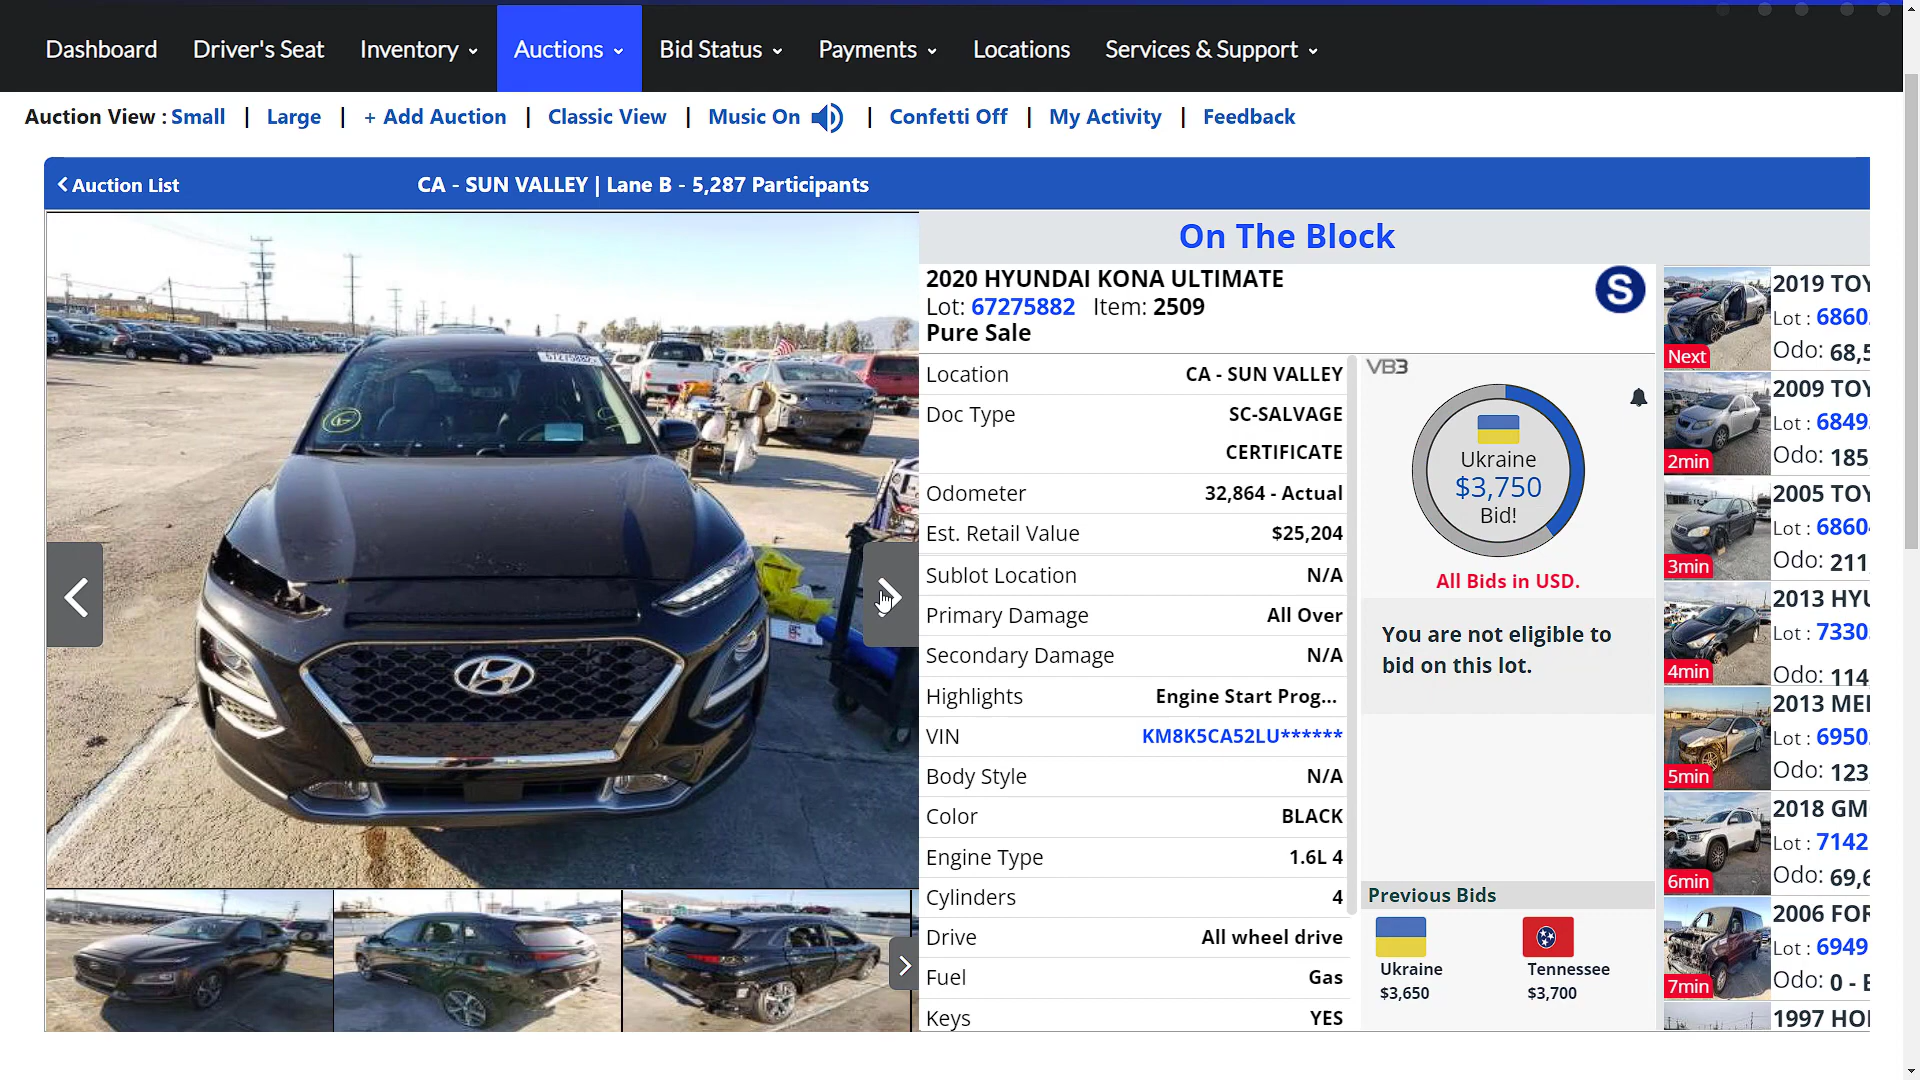 Dashboard
Driver's Seat
Inventory
Auctions
Bid Status
Payments
Locations
Services & Support
Auction View : Small | Large | + Add Auction | Classic View | Music On | Confetti Off | My Activity | Feedback
Auction List
CA - SUN VALLEY | Lane B - 5,287 Participants
On The Block
2020 HYUNDAI KONA ULTIMATE
Lot: 67275882 Item: 2509
Pure Sale
S
Location CA - SUN VALLEY
Doc Type SC-SALVAGE
CERTIFICATE
Odometer 32,864 - Actual
Est. Retail Value $25,204
Sublot Location N/A
Primary Damage All Over
Secondary Damage N/A
Highlights Engine Start Prog...
VIN KM8K5CA52LU******
Body Style N/A
Color BLACK
Engine Type 1.6L 4
Cylinders 4
Drive All wheel drive
Fuel Gas
Keys YES
VB3
Ukraine
$3,750
Bid!
All Bids in USD.
You are not eligible to
bid on this lot.
Previous Bids
Ukraine
$3,650
Tennessee
$3,700
2019 TOY
Lot : 6860
Odo: 68,5
Next
2009 TOY
Lot : 6849
Odo: 185
2min
2005 TOY
Lot : 6860
Odo: 211
3min
2013 HYU
Lot : 7330
Odo: 114
4min
2013 MEI
Lot : 6950
Odo: 123
5min
2018 GM
Lot : 7142
Odo: 69,6
6min
2006 FOR
Lot : 6949
Odo: 0 - E
7min
1997 HO
67275882
G